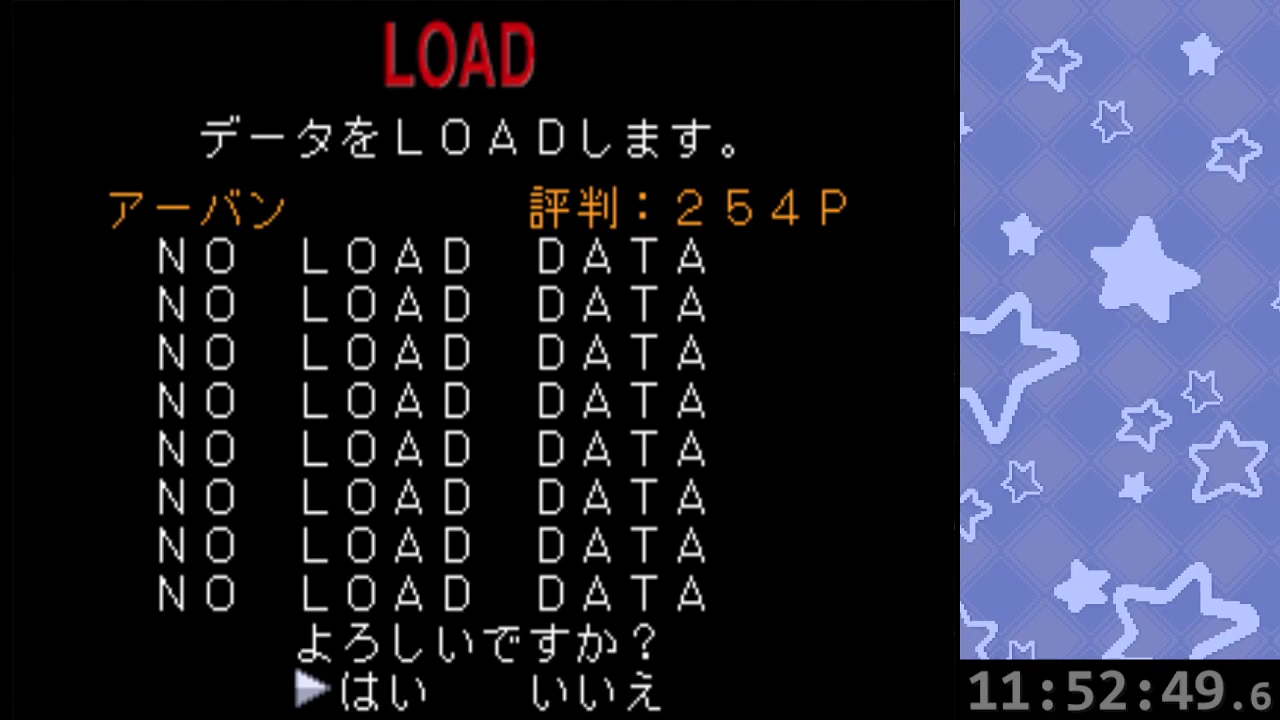 LOAD
データをＬＯＡＤします。
アーバン　　　　　評判：２５４Ｐ
ＮＯ　ＬＯＡＤ　ＤＡＴＡ
ＮＯ　ＬＯＡＤ　ＤＡＴＡ
ＮＯ　ＬＯＡＤ　ＤＡＴＡ
ＮＯ　ＬＯＡＤ　ＤＡＴＡ
ＮＯ　ＬＯＡＤ　ＤＡＴＡ
ＮＯ　ＬＯＡＤ　ＤＡＴＡ
ＮＯ　ＬＯＡＤ　ＤＡＴＡ
ＮＯ　ＬＯＡＤ　ＤＡＴＡ
よろしいですか？
はい　　いいえ
11:52:49.6